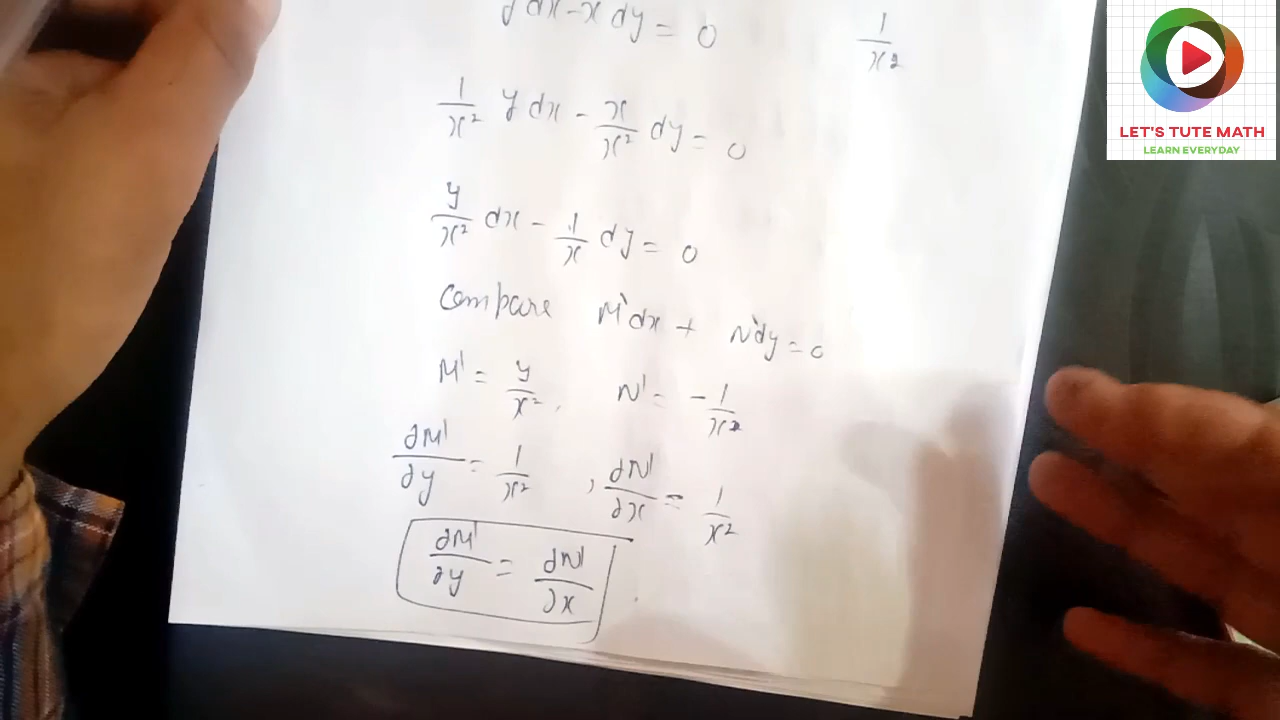 y dx - x dy = 0
1/x²
1/x² y dx - x/x² dy = 0
y/x² dx - 1/x dy = 0
Compare M'dx + N'dy = 0
M' = y/x², N' = -1/x²
∂M'/∂y = 1/x², ∂N'/∂x = 1/x²
∂M'/∂y = ∂N'/∂x
LET'S TUTE MATH
LEARN EVERYDAY